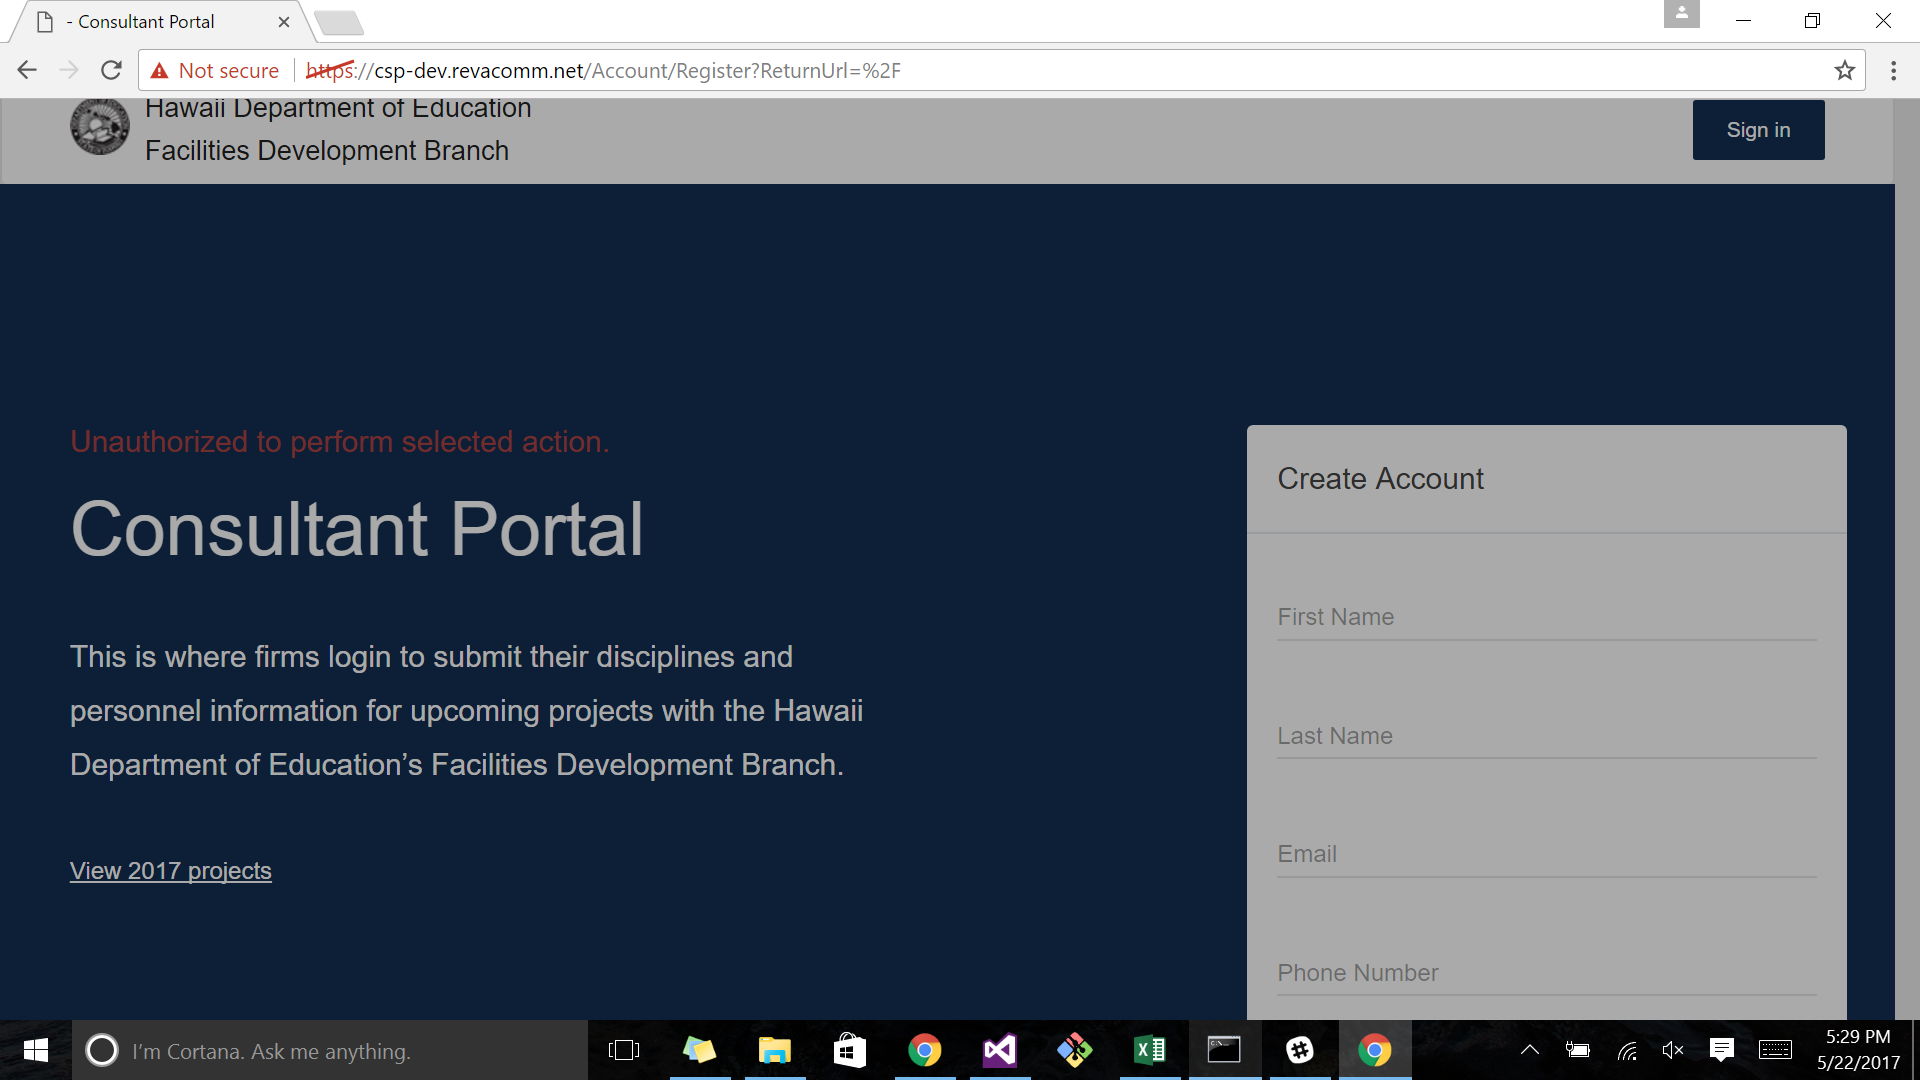 - Consultant Portal
Not secure
https://csp-dev.revacomm.net/Account/Register?ReturnUrl=%2F
Hawaii Department of Education
Facilities Development Branch
Sign in
Unauthorized to perform selected action.
Consultant Portal
This is where firms login to submit their disciplines and
personnel information for upcoming projects with the Hawaii
Department of Education’s Facilities Development Branch.
View 2017 projects
Create Account
First Name
Last Name
Email
Phone Number
I'm Cortana. Ask me anything.
5:29 PM
5/22/2017